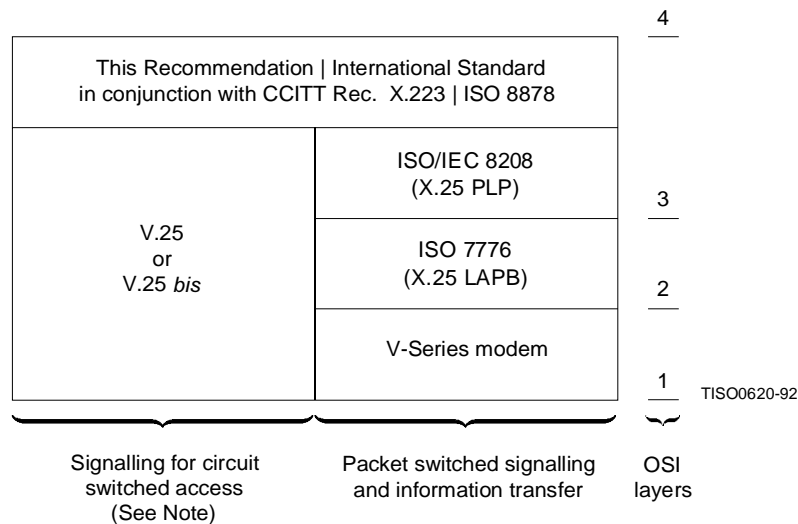 4
This Recommendation | International Standard
in conjunction with CCITT Rec. X.223 | ISO 8878
ISO/IEC 8208
(X.25 PLP)
3
V.25
or
V.25 bis
ISO 7776
(X.25 LAPB)
2
V-Series modem
1
TISO0620-92
Signalling for circuit
switched access
(See Note)
Packet switched signalling
and information transfer
OSI
layers